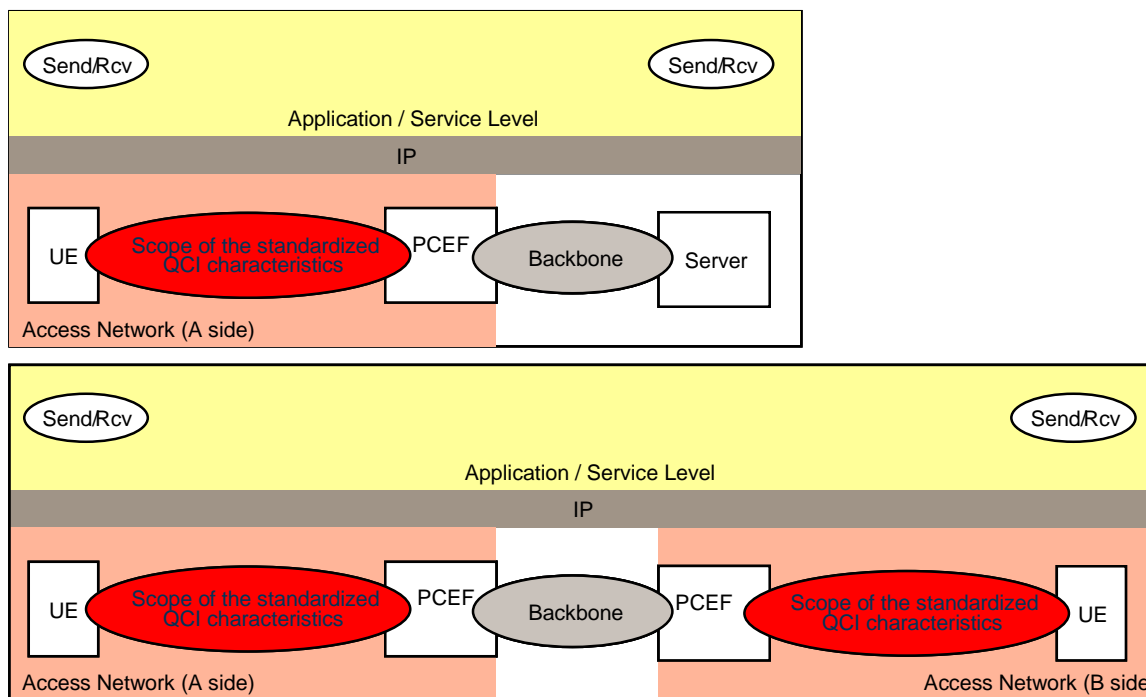 Send/Rcv Send/Rcv
Application / Service Level
IP
UE
Scope of the standardized
QCI characteristics
PCEF
Backbone
Server
Access Network (A side)
Send/Rcv Send/Rcv
Application / Service Level
IP
UE
Scope of the standardized
QCI characteristics
PCEF
Backbone
PCEF
Scope of the standardized
QCI characteristics
UE
Access Network (A side)
Access Network (B side